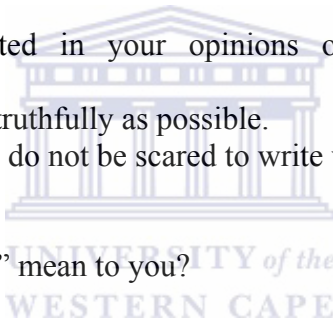 ted in your opinions o
truthfully as possible.
do not be scared to write
” mean to you?
UNIVERSITY of the
WESTERN CAPE